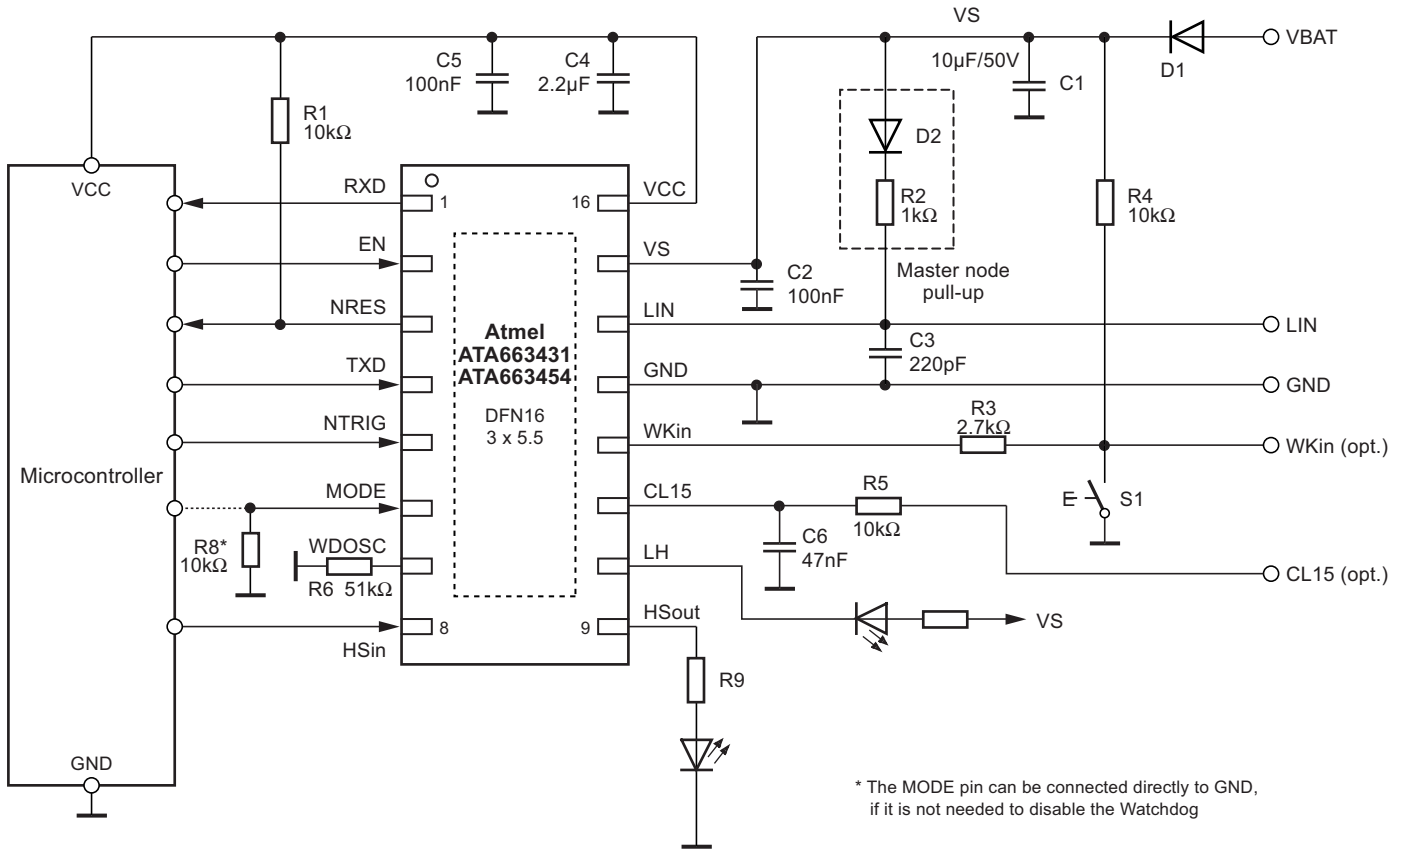 VS
VBAT
D1
C5
100nF
C4
2.2µF
10µF/50V
C1
R1
10kΩ
D2
VCC
RXD
1
16
VCC
R2
1kΩ
R4
10kΩ
EN
VS
C2
100nF
Master node
pull-up
NRES
LIN
LIN
Atmel
ATA663431
ATA663454
C3
220pF
TXD
GND
GND
DFN16
3 x 5.5
NTRIG
WKin
R3
2.7kΩ
WKin (opt.)
Microcontroller
MODE
CL15
R5
10kΩ
E
S1
R8*
10kΩ
WDOSC
R6 51kΩ
LH
C6
47nF
CL15 (opt.)
HSin
8
9
HSout
VS
R9
GND
* The MODE pin can be connected directly to GND,
if it is not needed to disable the Watchdog